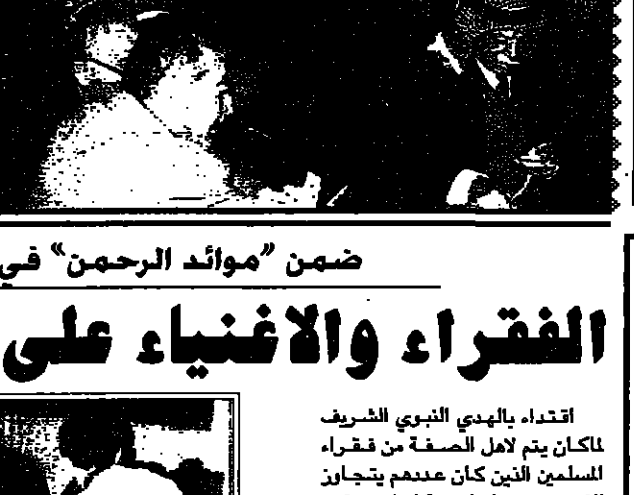 ضمن "موائد الرحمن" في
الفقراء والاغنياء على
اقتداء بالهدي النبوي الشريف
لماكان يتم لاهل الصفة من فقراء
المسلمين الذين كان عددهم يتجاوز